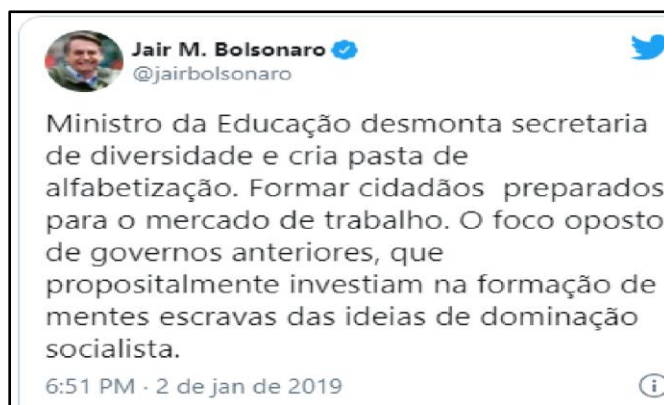 Jair M. Bolsonaro
@jairbolsonaro
Ministro da Educação desmonta secretaria
de diversidade e cria pasta de
alfabetização. Formar cidadãos preparados
para o mercado de trabalho. O foco oposto
de governos anteriores, que
propositalmente investiam na formação de
mentes escravas das ideias de dominação
socialista.
6:51 PM · 2 de jan de 2019